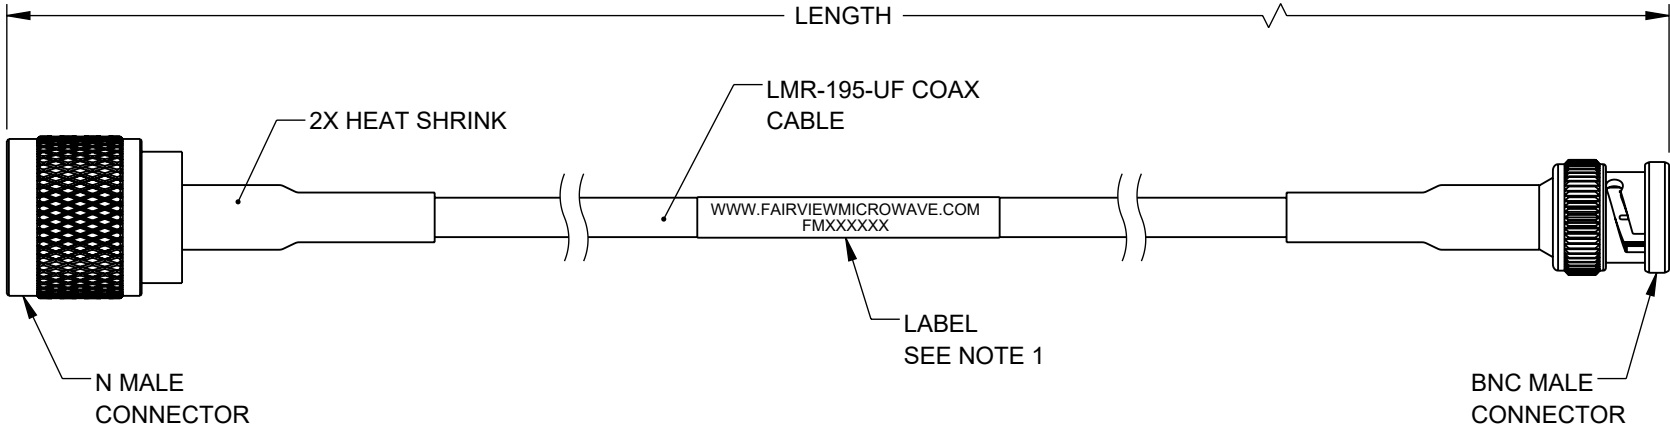 LENGTH
LMR-195-UF COAX
CABLE
2X HEAT SHRINK
WWW.FAIRVIEWMICROWAVE.COM
FMXXXXXX
LABEL
SEE NOTE 1
N MALE
CONNECTOR
BNC MALE
CONNECTOR